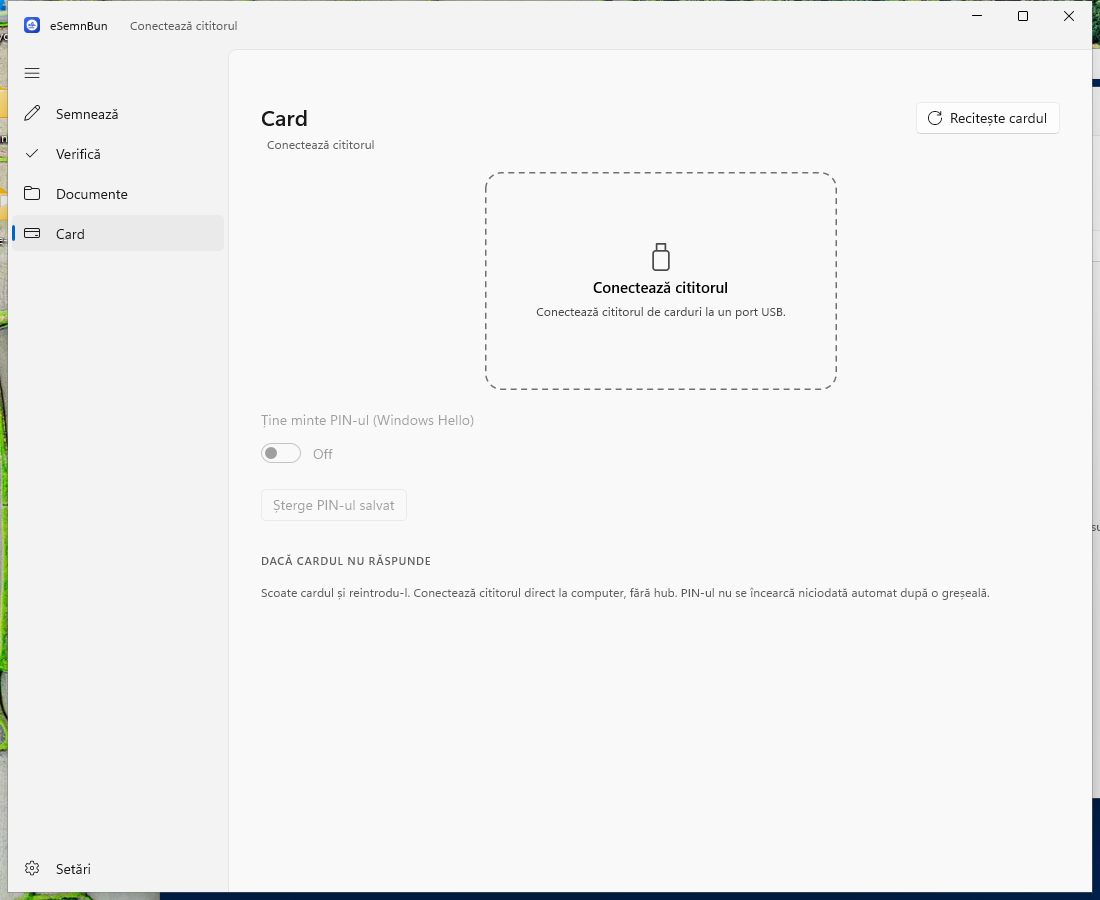 eSemnBun
Conectează cititorul
Semnează
Verifică
Documente
Card
Setări
Card
Recitește cardul
Conectează cititorul
Conectează cititorul
Conectează cititorul de carduri la un port USB.
Ține minte PIN-ul (Windows Hello)
Off
Șterge PIN-ul salvat
DACĂ CARDUL NU RĂSPUNDE
Scoate cardul și reintrodu-l. Conectează cititorul direct la computer, fără hub. PIN-ul nu se încearcă niciodată automat după o greșeală.